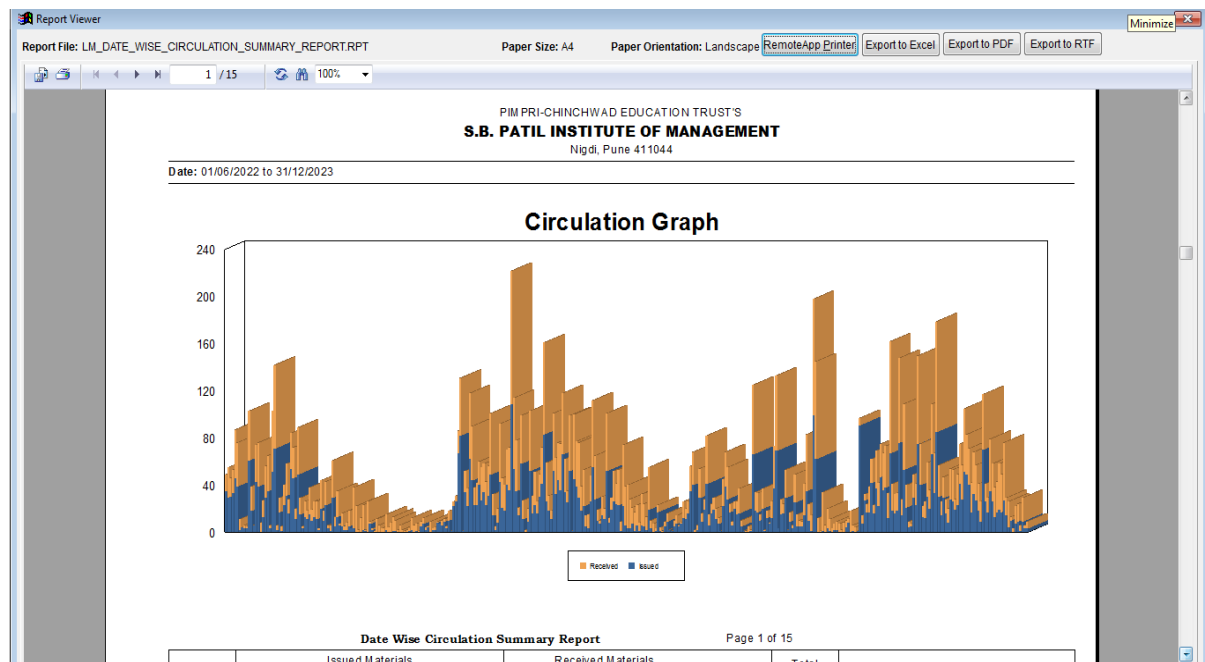 Report Viewer
Minimize
Report File: LM_DATE_WISE_CIRCULATION_SUMMARY_REPORT.RPT Paper Size: A4 Paper Orientation: Landscape RemoteApp Printer Export to Excel Export to PDF Export to RTF
1 /15 100%
PIMPRI-CHINCHWAD EDUCATION TRUST'S
S.B. PATIL INSTITUTE OF MANAGEMENT
Nigdi, Pune 411044
Date: 01/06/2022 to 31/12/2023
Circulation Graph
240
200
160
120
80
40
0
Received Issued
Date Wise Circulation Summary Report Page 1 of 15
Issued Materials Received Materials Total